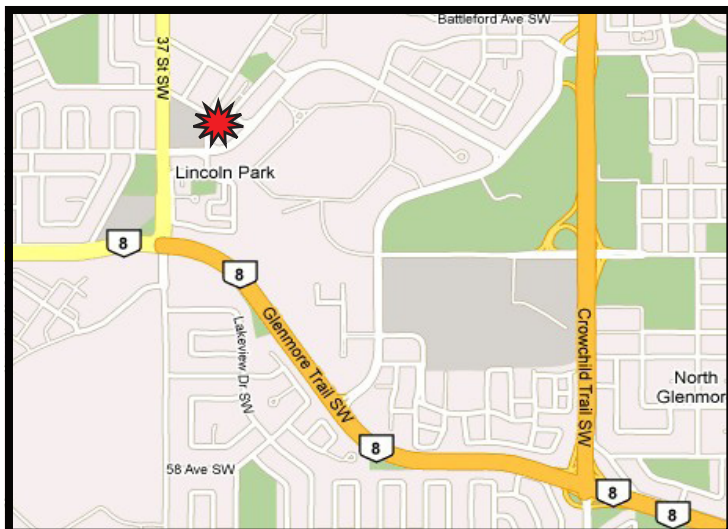 Battleford Ave SW
37 St SW
Lincoln Park
8
8
Glenmore Trail SW
Lakeview Dr. SW
Crowchild Trail SW
North
Glenmor
8
58 Ave SW
8
8